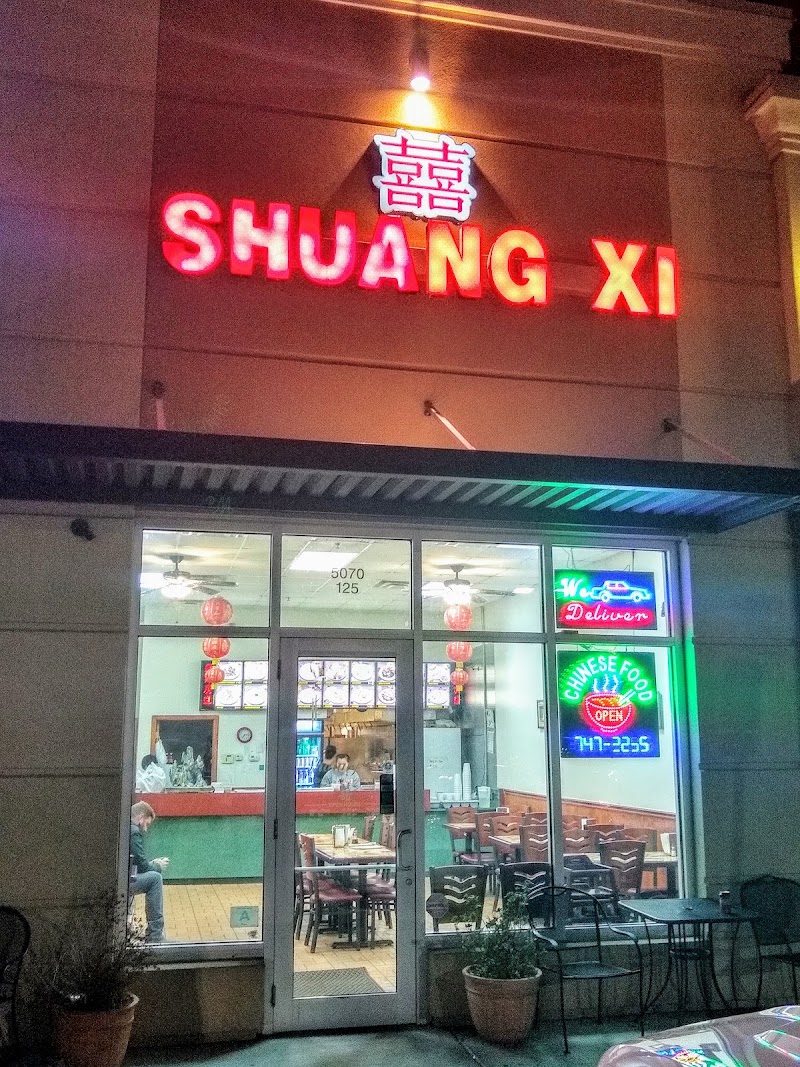 囍
SHUANG XI
5070
125
We
Deliver
CHINESE FOOD
OPEN
747-2255
A